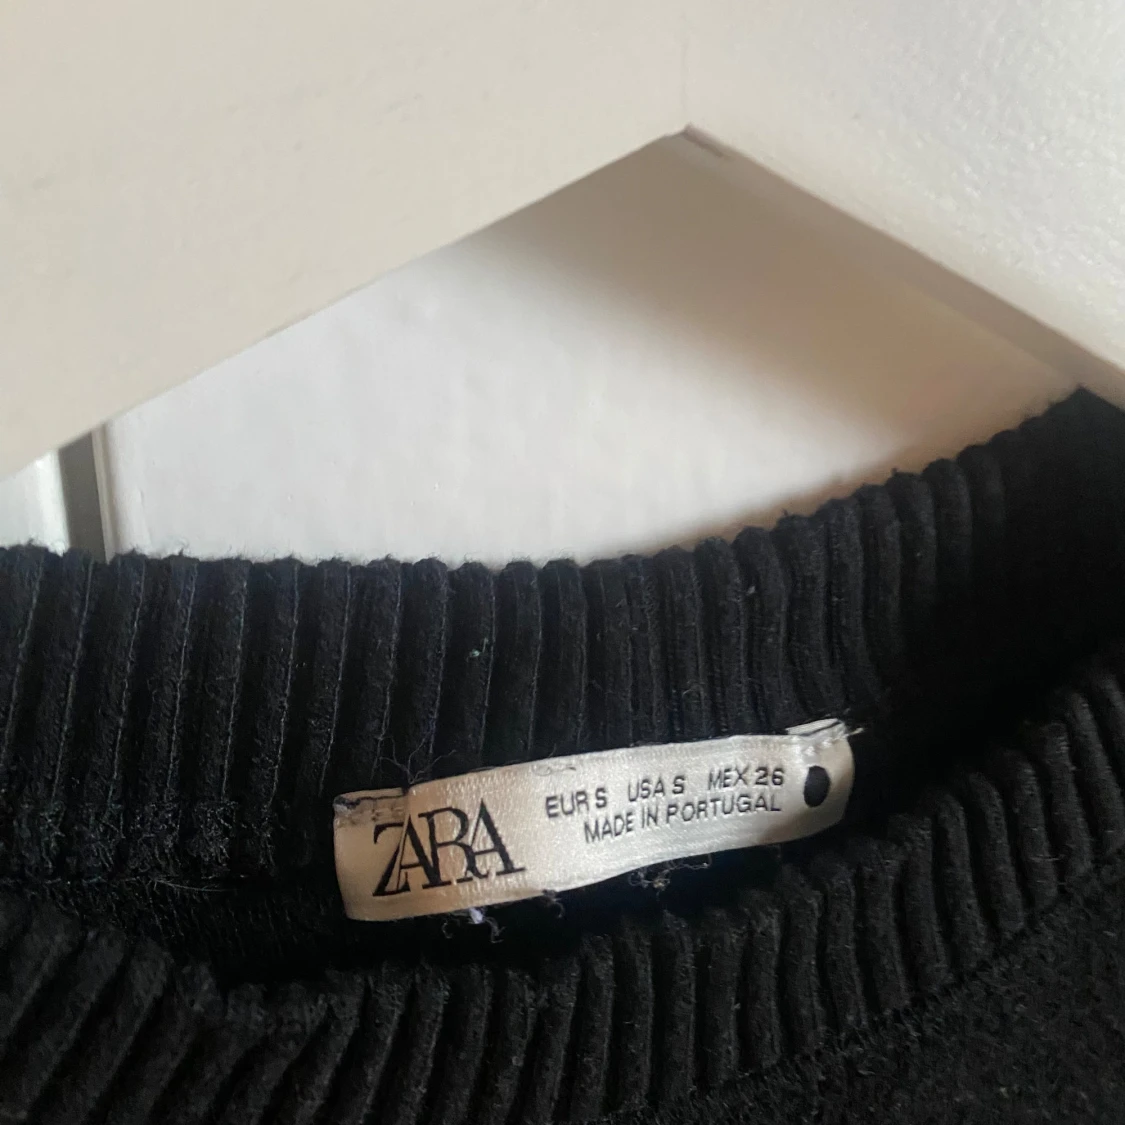 ZARA
EUR S USA S MEX 26
MADE IN PORTUGAL